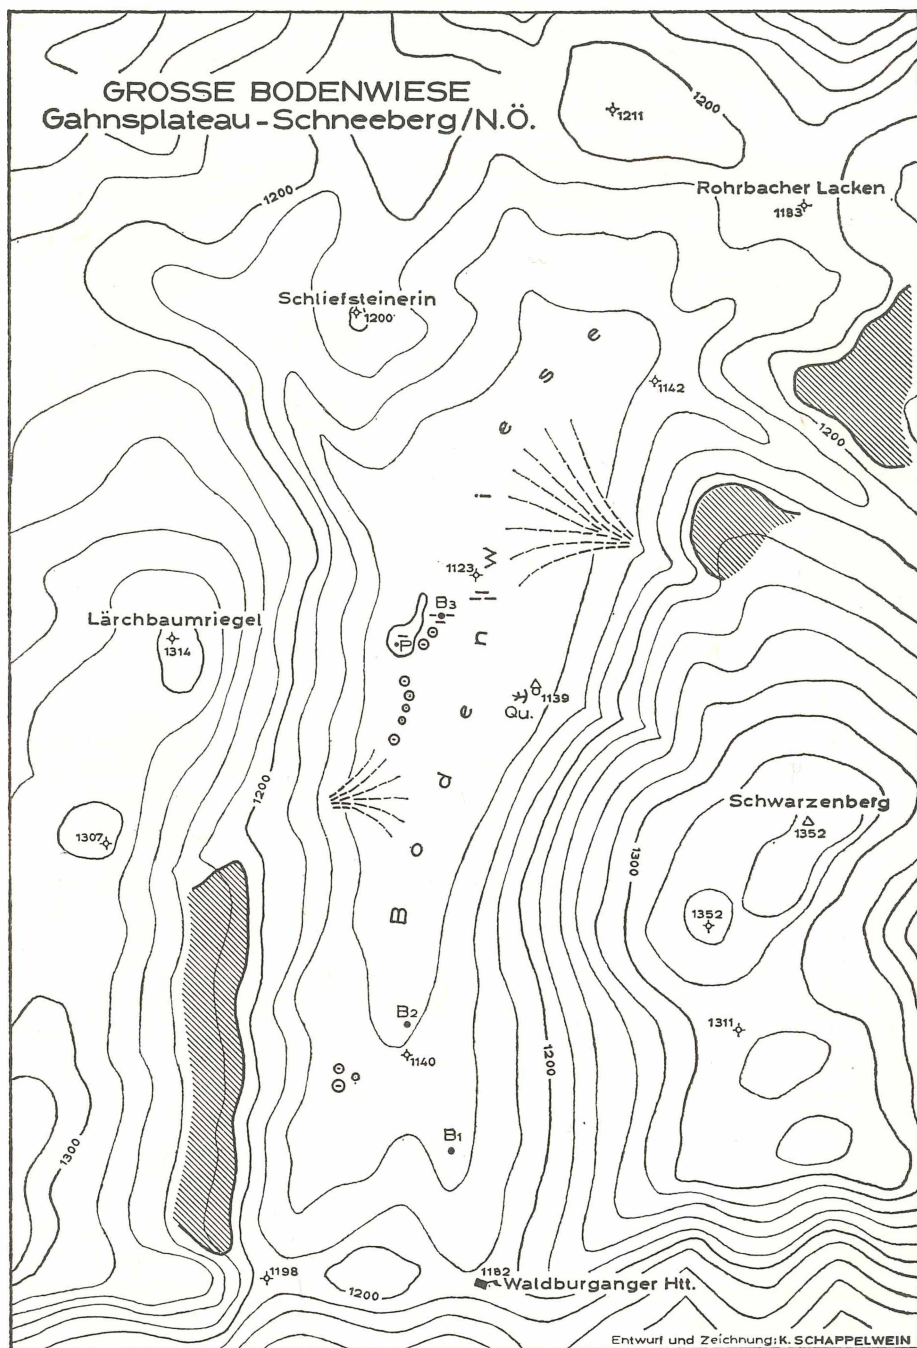 GROSSE BODENWIESE
Gahnsplateau-Schneeberg/N.Ö.
1200
1211
1200
Rohrbacher Lacken
1183
Schliefsteinerin
1200
1142
1200
Bodenwiese
1123
B3
P
Lärchbaumriegel
1314
1139
Qu.
1200
Schwarzenberg
1352
1307
1300
1352
B2
1311
1140
1200
B1
1300
1198
1182
Waldburganger Htt.
1200
Entwurf und Zeichnung: K. SCHAPPELWEIN